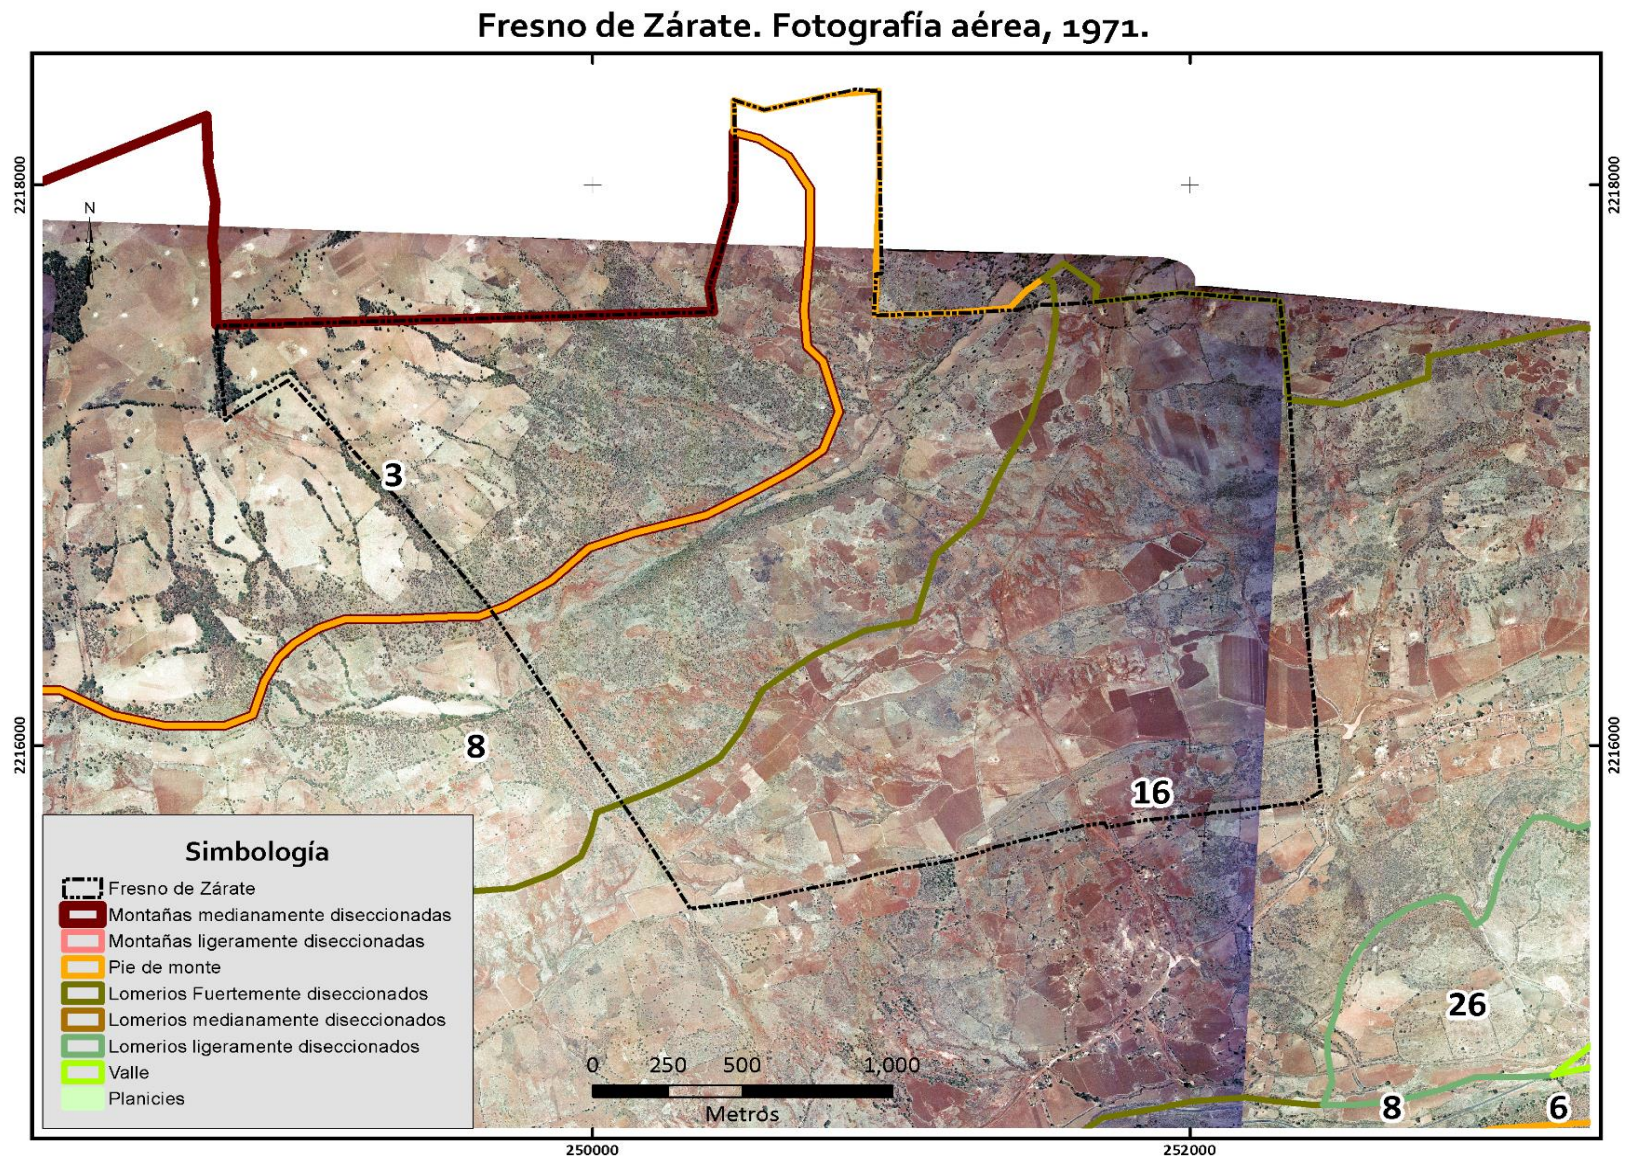 Fresno de Zárate. Fotografía aérea, 1971.
2218000
2218000
N
3
8
16
2216000
2216000
Simbología
Fresno de Zárate
Montañas medianamente diseccionadas
Montañas ligeramente diseccionadas
Pie de monte
Lomerios Fuertemente diseccionados
Lomerios medianamente diseccionados
Lomerios ligeramente diseccionados
Valle
Planicies
26
0 250 500 1,000
Metros
8
6
250000
252000